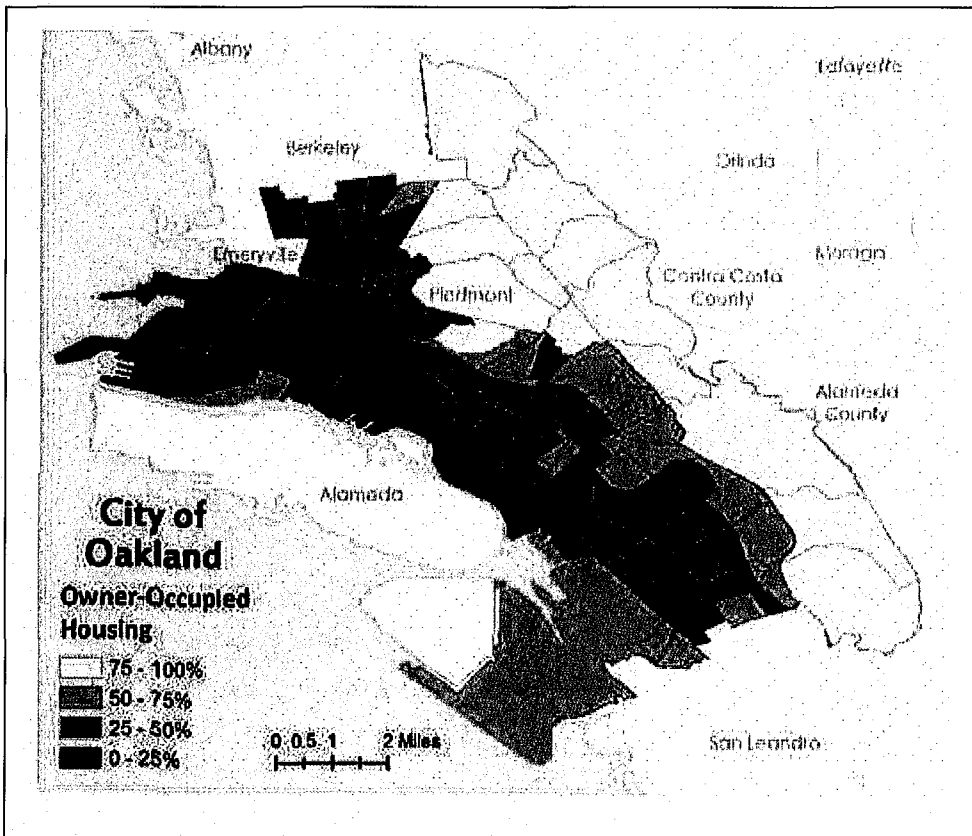 Albany
Lafayette
Berkeley
Orinda
Emeryville
Moraga
Piedmont
Contra Costa
County
Alameda
County
Alameda
City of
Oakland
Owner-Occupied
Housing
75 - 100%
50 - 75%
25 - 50%
0 - 25%
0 0.5 1 2 Miles
San Leandro